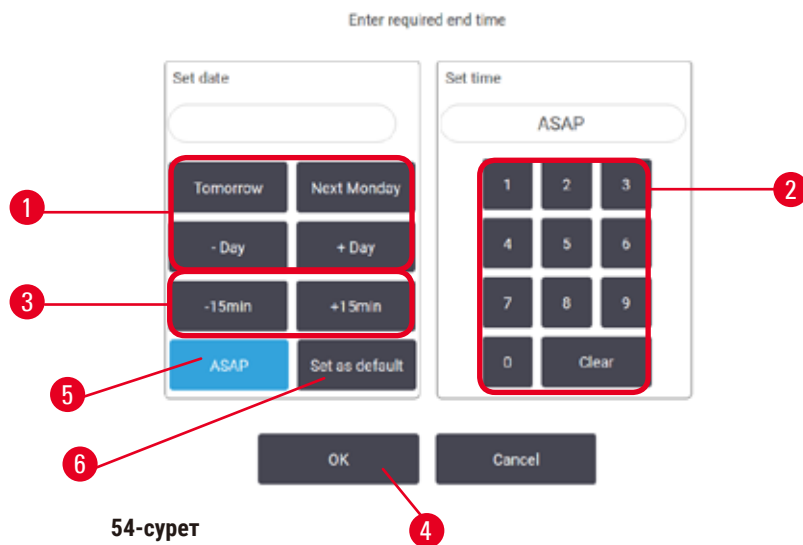 Enter required end time
Set date
Set time
ASAP
Tomorrow Next Monday
1 2 3
1
2
- Day + Day
4 5 6
3
-15min +15min
7 8 9
ASAP Set as default
0 Clear
5
6
OK Cancel
54-сурет
4